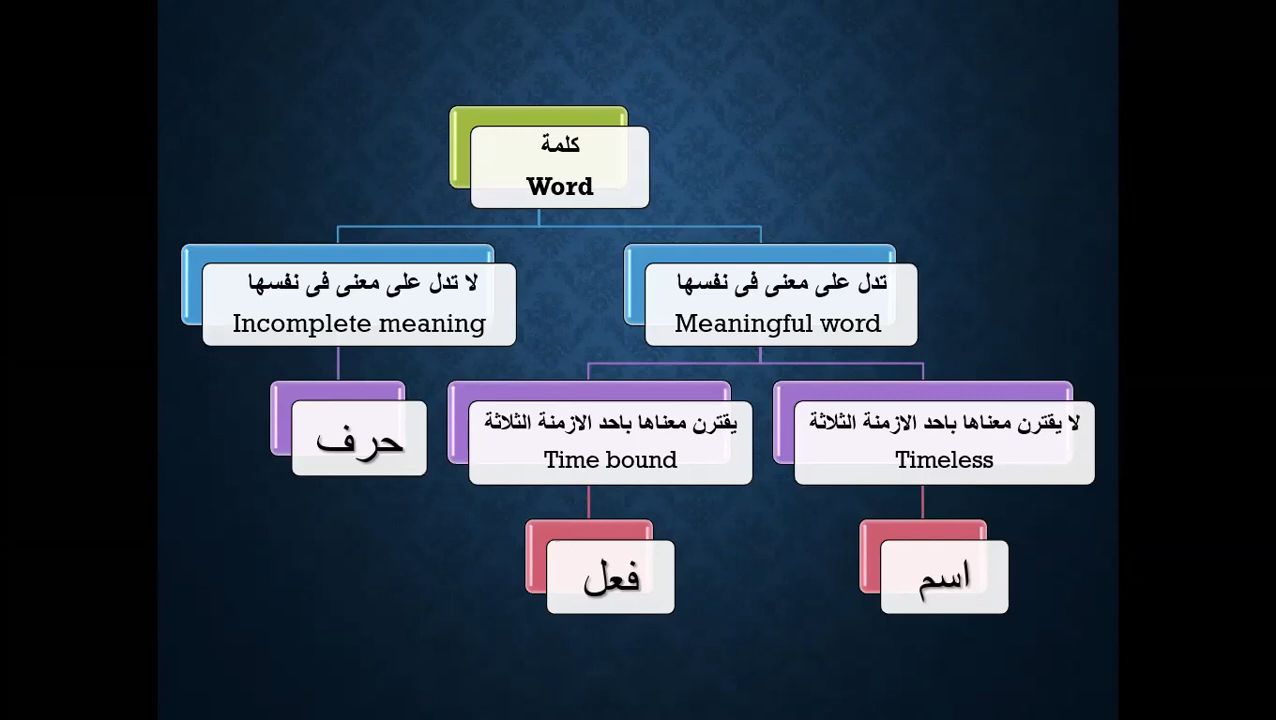 كلمة
Word
لا تدل على معنى فى نفسها
Incomplete meaning
تدل على معنى فى نفسها
Meaningful word
حرف
يقترن معناها باحد الازمنة الثلاثة
Time bound
لا يقترن معناها باحد الازمنة الثلاثة
Timeless
فعل
اسم